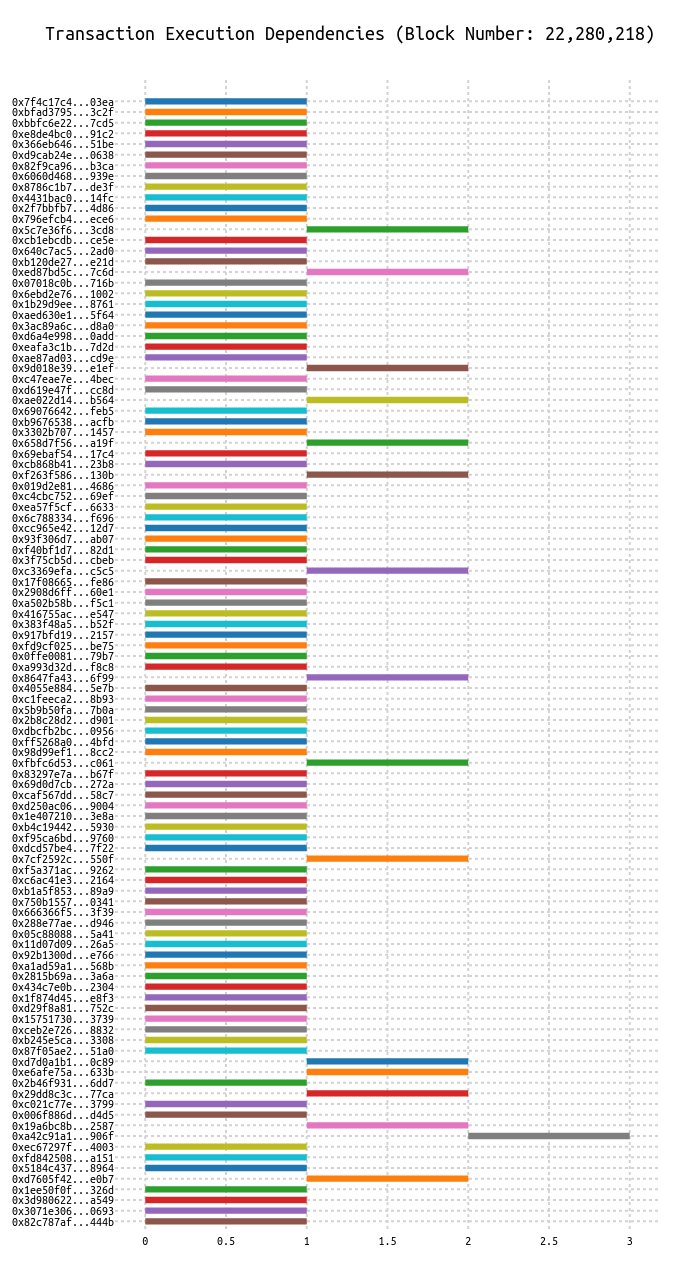 Transaction Execution Dependencies (Block Number: 22,280,218)
0x7f4c17c4...03ea
0xbfad3795...3c2f
0xbbfc6e22...7cd5
0xe8de4bc0...91c2
0x366eb646...51be
0xd9cab24e...0638
0x82f9ca96...b3ca
0x6060d468...939e
0x8786c1b7...de3f
0x4431bac0...14fc
0x2f7bbfb7...4d86
0x796efcb4...ece6
0x5c7e36f6...3cd8
0xcb1ebcdb...ce5e
0x640c7ac5...2ad0
0xb120de27...e21d
0xed87bd5c...7c6d
0x07018c0b...716b
0x6ebd2e76...1002
0x1b29d9ee...8761
0xaed630e1...5f64
0x3ac89a6c...d8a0
0xd6a4e998...0add
0xeafa3c1b...7d2d
0xae87ad03...cd9e
0x9d018e39...e1ef
0xc47eae7e...4bec
0xd619e47f...cc8d
0xae022d14...b564
0x69076642...feb5
0xb9676538...acfb
0x3302b707...1457
0x658d7f56...a19f
0x69ebaf54...17c4
0xcb868b41...23b8
0xf263f586...130b
0x019d2e81...4686
0xc4cbc752...69ef
0xea57f5cf...6633
0x6c788334...f696
0xcc965e42...12d7
0x93f306d7...ab07
0xf40bf1d7...82d1
0x3f75cb5d...cbeb
0xc3369efa...c5c5
0x17f08665...fe86
0x2908d6ff...60e1
0xa502b58b...f5c1
0x416755ac...e547
0x383f48a5...b52f
0x917bfd19...2157
0xfd9cf025...be75
0x0ffe0081...79b7
0xa993d32d...f8c8
0x8647fa43...6f99
0x4055e884...5e7b
0xc1feeca2...8b93
0x5b9b50fa...7b0a
0x2b8c28d2...d901
0xdbcfb2bc...0956
0xff5268a0...4bfd
0x98d99ef1...8cc2
0xfbfc6d53...c061
0x83297e7a...b67f
0x69d0d7cb...272a
0xcaf567dd...58c7
0xd250ac06...9004
0x1e407210...3e8a
0xb4c19442...5930
0xf95ca6bd...9760
0xdcd57be4...7f22
0x7cf2592c...550f
0xf5a371ac...9262
0xc6ac41e3...2164
0xb1a5f853...89a9
0x750b1557...0341
0x666366f5...3f39
0x288e77ae...d946
0x05c88088...5a41
0x11d07d09...26a5
0x92b1300d...e766
0xa1ad59a1...568b
0x2815b69a...3a6a
0x434c7e0b...2304
0x1f874d45...e8f3
0xd29f8a81...752c
0x15751730...3739
0xceb2e726...8832
0xb245e5ca...3308
0x87f05ae2...51a0
0xd7d0a1b1...0c89
0xe6afe75a...633b
0x2b46f931...6dd7
0x29dd8c3c...77ca
0xc021c77e...3799
0x006f886d...d4d5
0x19a6bc8b...2587
0xa42c91a1...906f
0xec67297f...4003
0xfd842508...a151
0x5184c437...8964
0xd7605f42...e0b7
0x1ee50f0f...326d
0x3d980622...a549
0x3071e306...0693
0x82c787af...444b
0 0.5 1 1.5 2 2.5 3